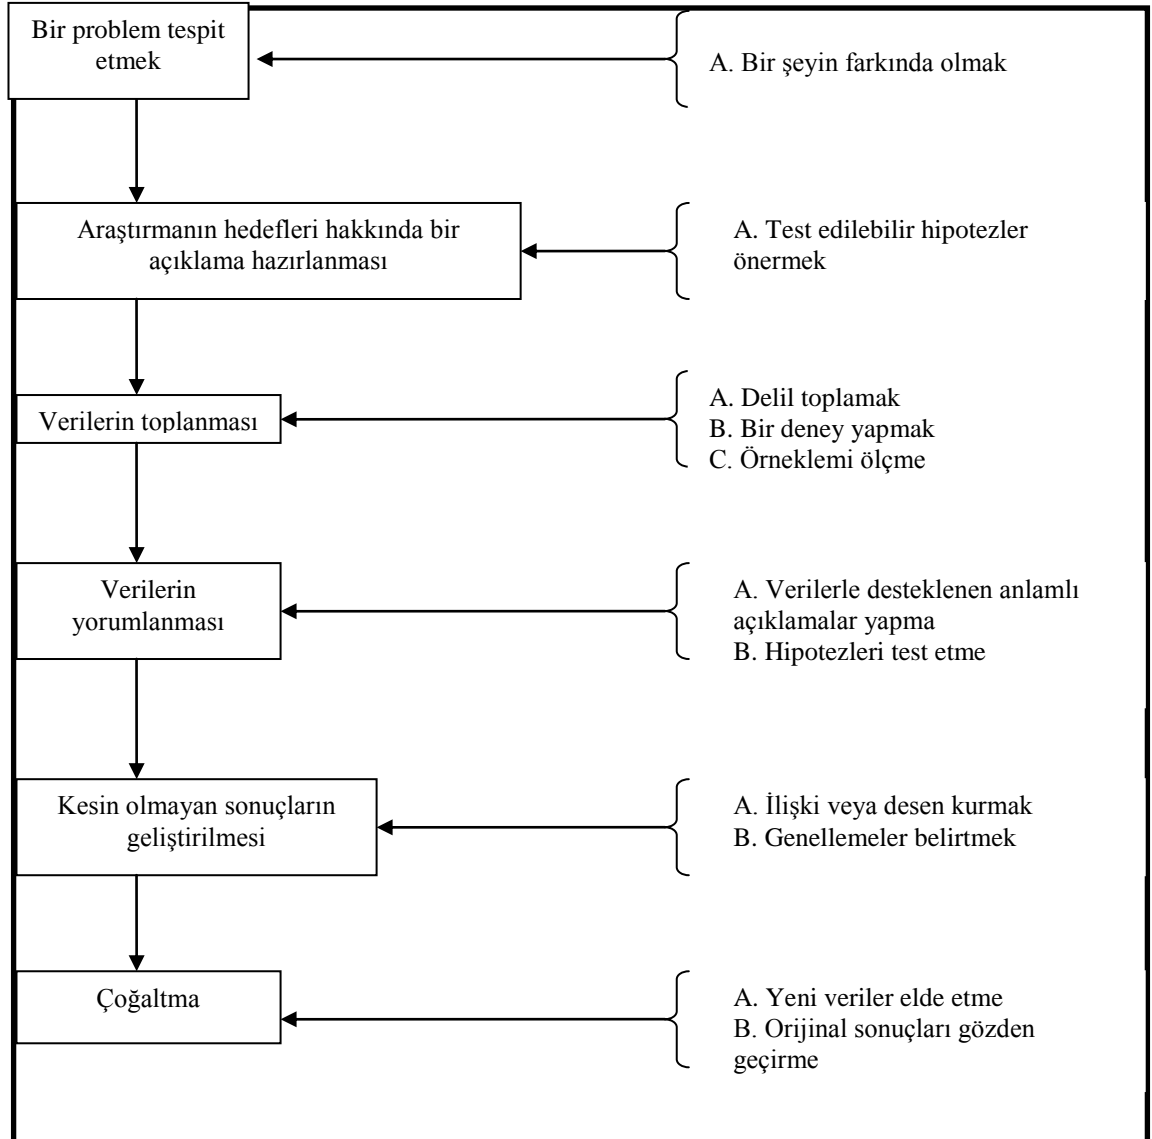 Bir problem tespit
etmek
A. Bir şeyin farkında olmak
Araştırmanın hedefleri hakkında bir
açıklama hazırlanması
A. Test edilebilir hipotezler
önermek
Verilerin toplanması
A. Delil toplamak
B. Bir deney yapmak
C. Örneklemi ölçme
Verilerin
yorumlanması
A. Verilerle desteklenen anlamlı
açıklamalar yapma
B. Hipotezleri test etme
Kesin olmayan sonuçların
geliştirilmesi
A. İlişki veya desen kurmak
B. Genellemeler belirtmek
Çoğaltma
A. Yeni veriler elde etme
B. Orijinal sonuçları gözden
geçirme